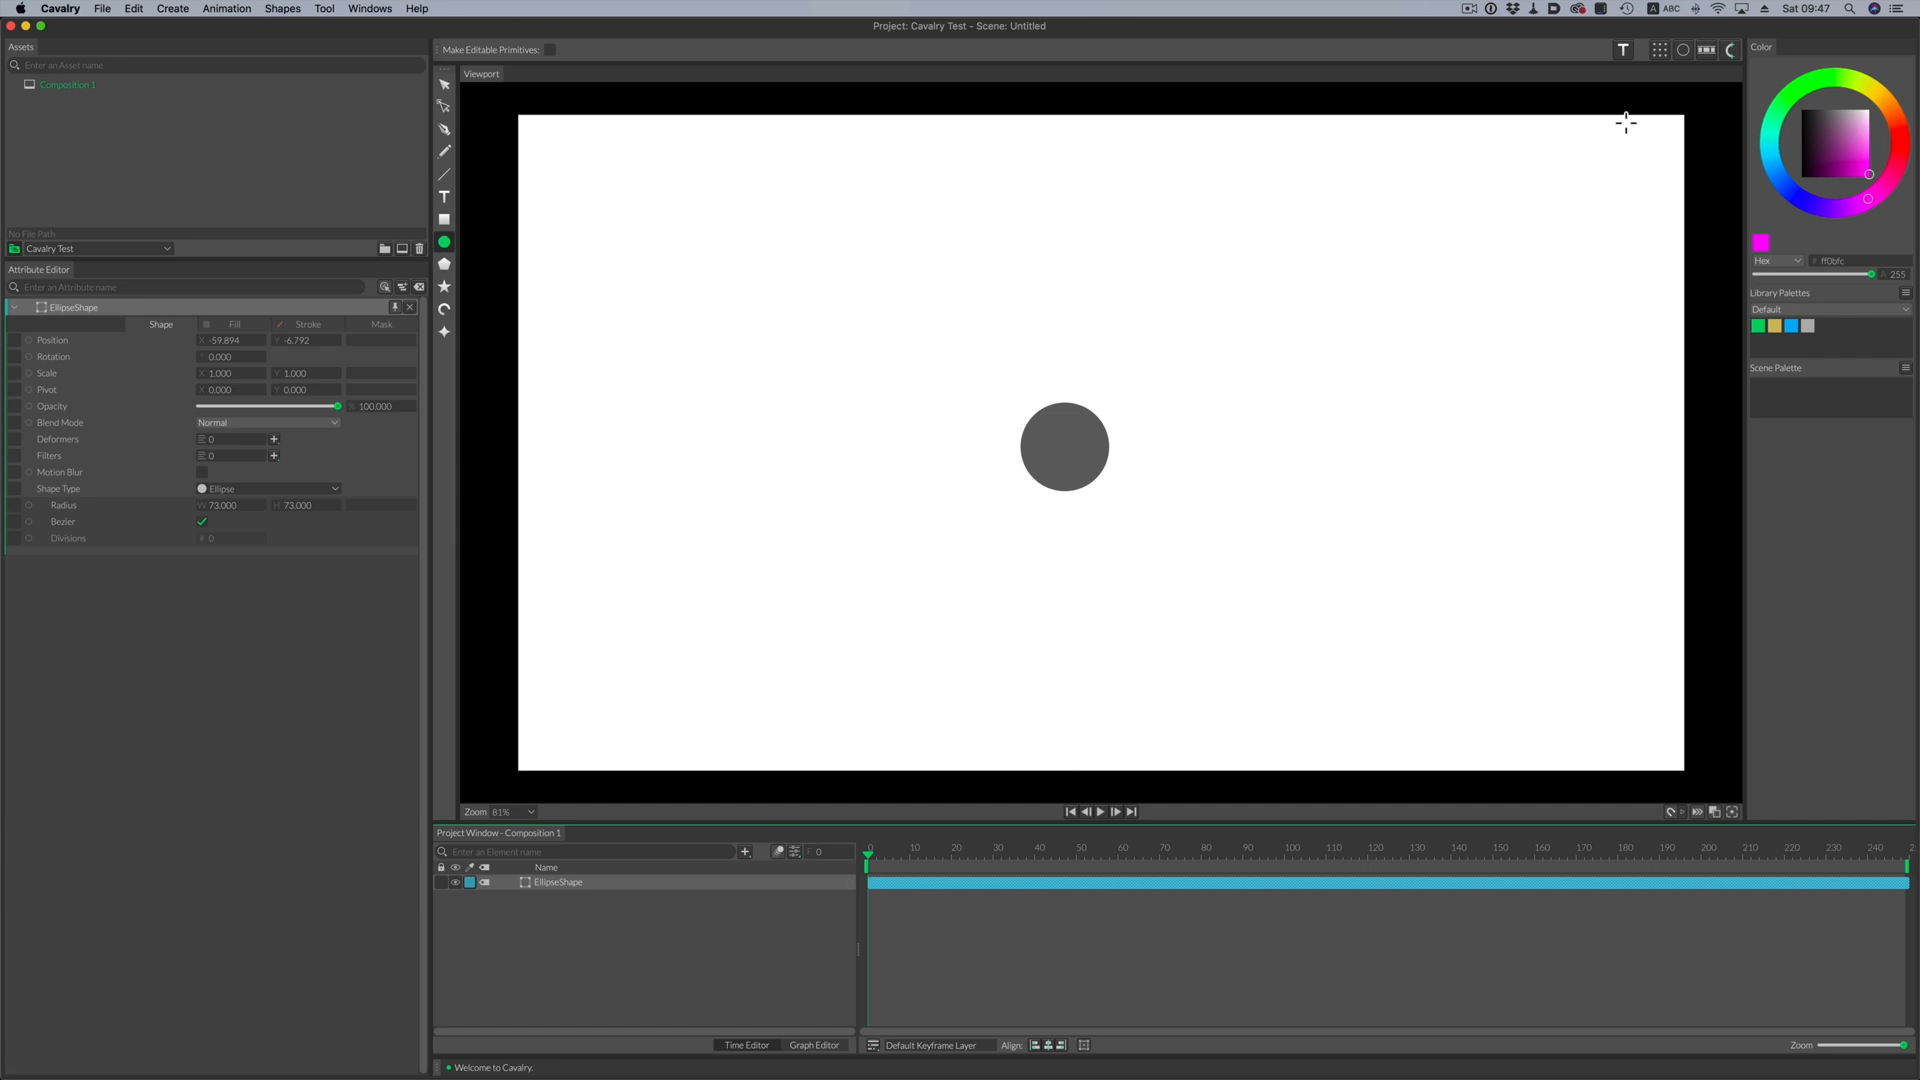 Cavalry File Edit Create Animation Shapes Tool Windows Help ABC Sat 09:47
Project: Cavalry Test - Scene: Untitled
Assets
Enter an Asset name
Composition 1
No File Path
Cavalry Test
Attribute Editor
Enter an Attribute name
EllipseShape
Shape Fill Stroke Mask
Position X -59.894 Y -6.792
Rotation ° 0.000
Scale X 1.000 Y 1.000
Pivot X 0.000 Y 0.000
Opacity % 100.000
Blend Mode Normal
Deformers 0
Filters 0
Motion Blur
Shape Type Ellipse
Radius W 73.000 H 73.000
Bezier
Divisions # 0
Make Editable Primitives:
Viewport
Zoom 81%
Color
Hex # ff0bfc
A 255
Library Palettes
Default
Scene Palette
Project Window - Composition 1
Enter an Element name F 0
0 10 20 30 40 50 60 70 80 90 100 110 120 130 140 150 160 170 180 190 200 210 220 230 240 2
Name
EllipseShape
Time Editor Graph Editor Default Keyframe Layer Align: Zoom
Welcome to Cavalry.